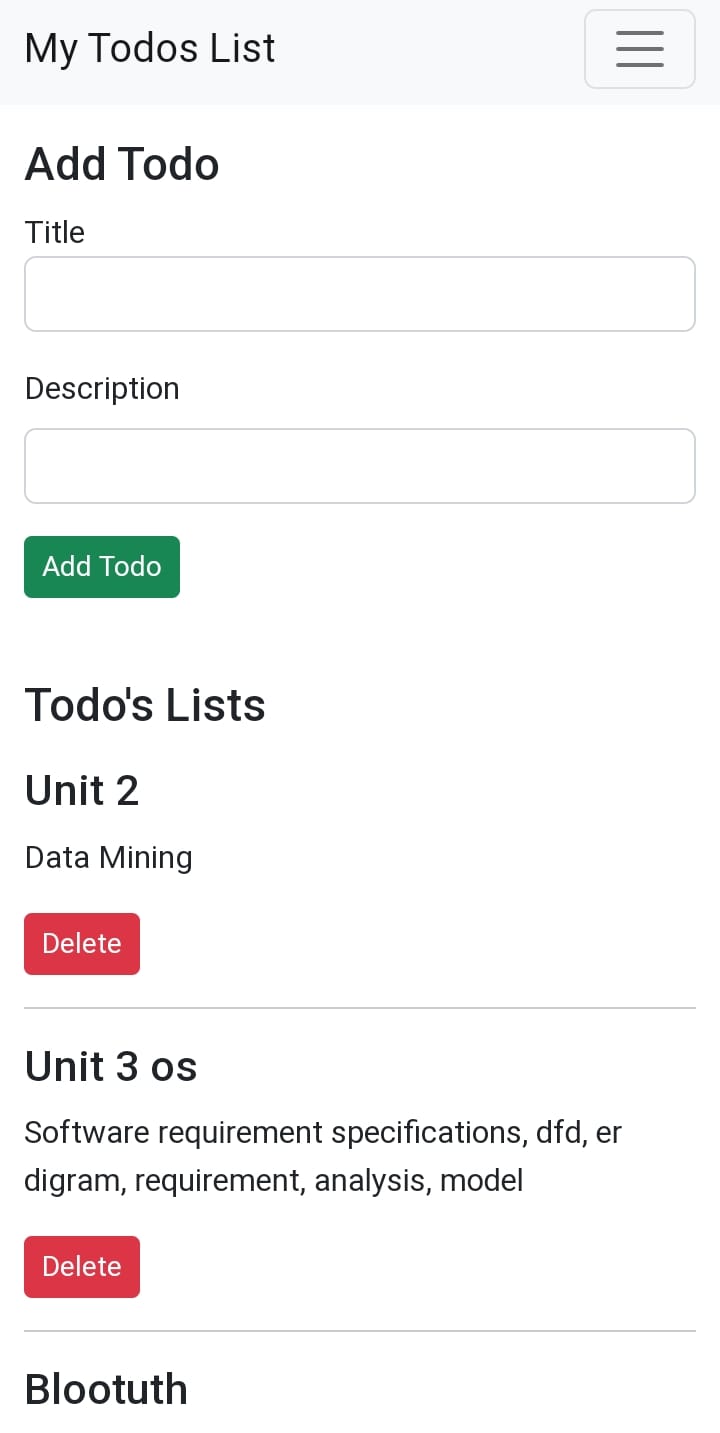 My Todos List
Add Todo
Title
Description
Add Todo
Todo's Lists
Unit 2
Data Mining
Delete
Unit 3 os
Software requirement specifications, dfd, er
digram, requirement, analysis, model
Delete
Blootuth